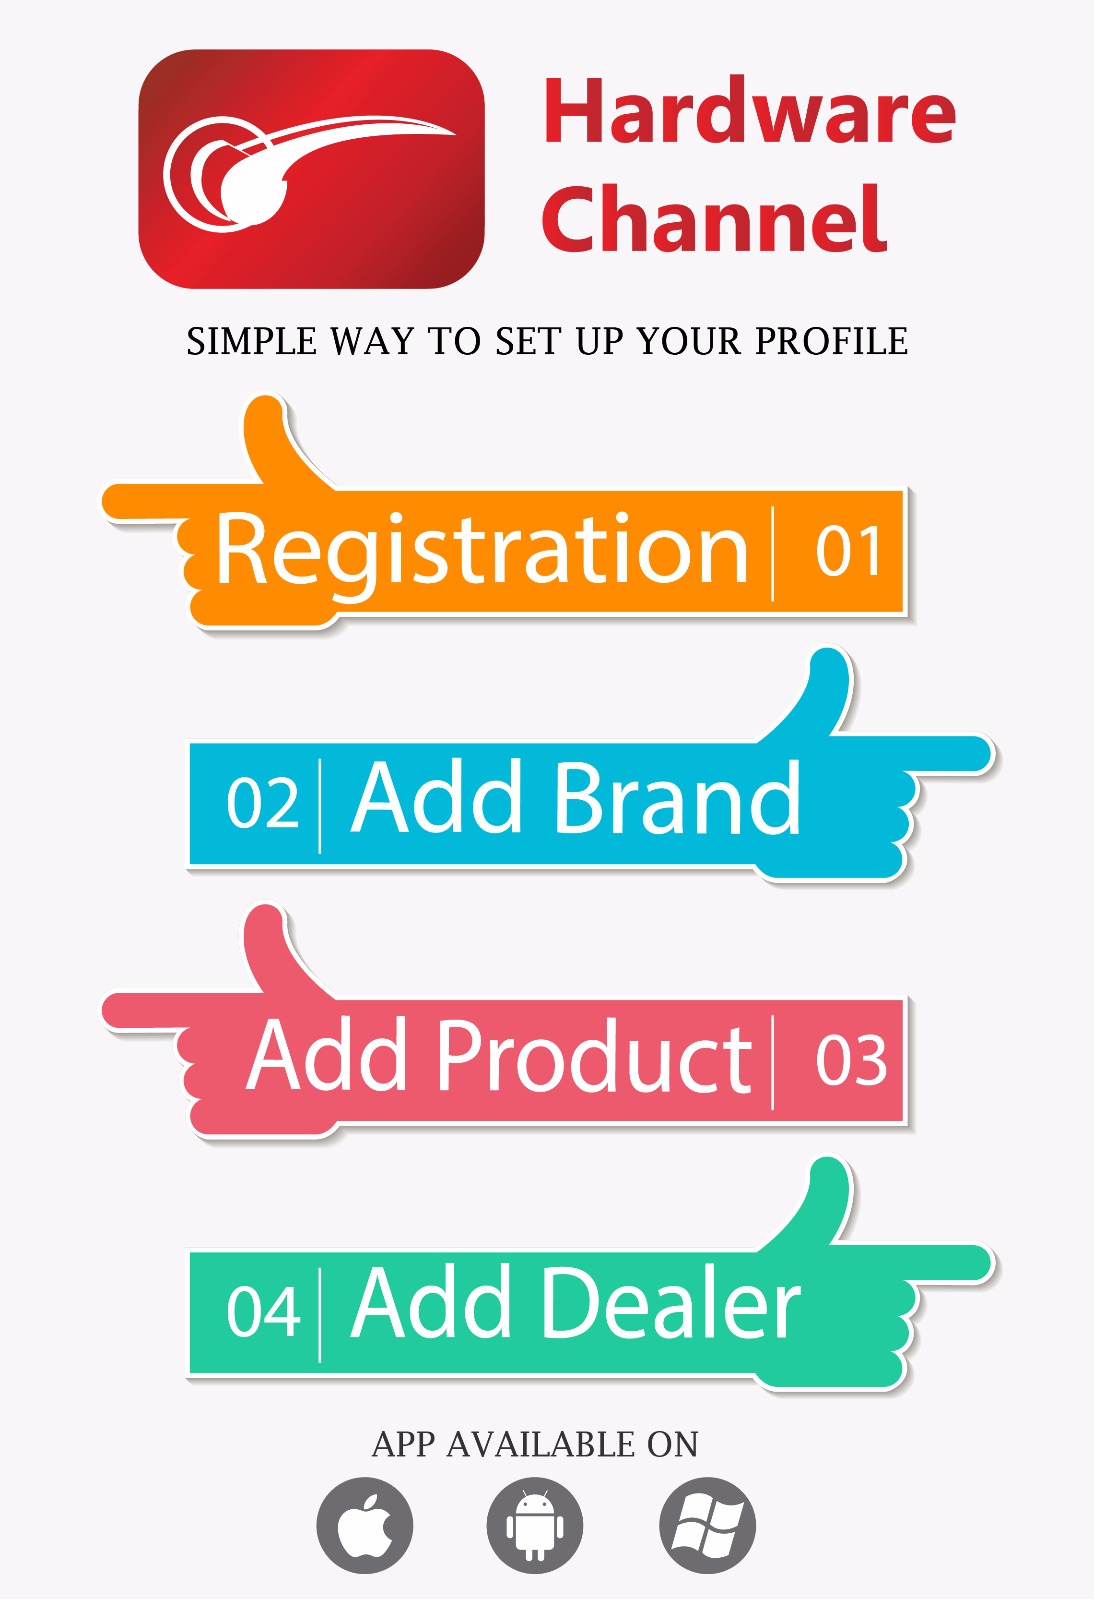 Hardware
Channel
SIMPLE WAY TO SET UP YOUR PROFILE
Registration 01
02 Add Brand
Add Product 03
04 Add Dealer
APP AVAILABLE ON